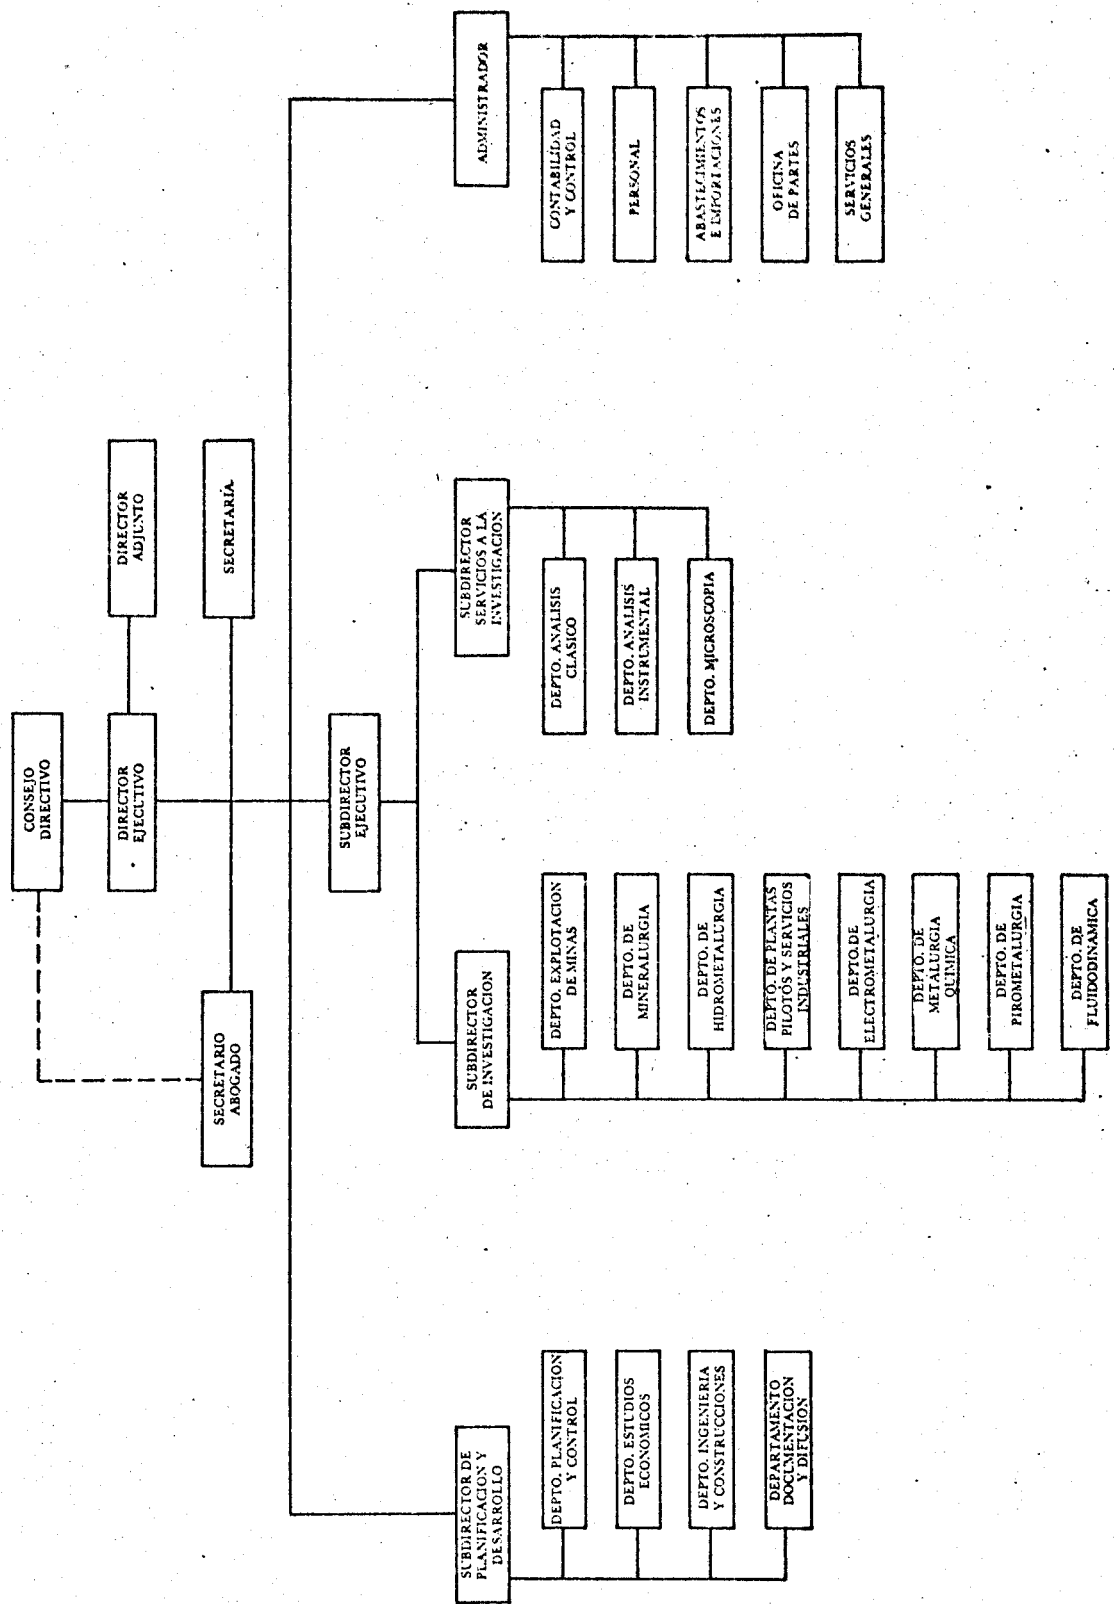 CONSEJO
DIRECTIVO
DIRECTOR
EJECUTIVO
DIRECTOR
ADJUNTO
SECRETARIO
ABOGADO
SECRETARIA
SUBDIRECTOR
EJECUTIVO
SUBDIRECTOR DE
PLANIFICACION Y
DESARROLLO
DEPTO. PLANIFICACION
Y CONTROL
DEPTO. ESTUDIOS
ECONOMICOS
DEPTO. INGENIERIA
Y CONSTRUCCIONES
DEPARTAMENTO
DOCUMENTACION
Y DIFUSION
SUBDIRECTOR
DE INVESTIGACION
DEPTO. EXPLOTACION
DE MINAS
DEPTO. DE
MINERALURGIA
DEPTO. DE
HIDROMETALURGIA
DEPTO. DE PLANTAS
PILOTOS Y SERVICIOS
INDUSTRIALES
DEPTO.DE
ELECTROMETALURGIA
DEPTO. DE
METALURGIA
QUIMICA
DEPTO. DE
PIROMETALURGIA
DEPTO. DE
FLUIDODINAMICA
SUBDIRECTOR
SERVICIOS A LA
INVESTIGACION
DEPTO. ANALISIS
CLASICO
DEPTO. ANALISIS
INSTRUMENTAL
DEPTO. MICROSCOPIA
ADMINISTRADOR
CONTABILIDAD
Y CONTROL
PERSONAL
ABASTECIMIENTOS
E IMPORTACIONES
OFICINA
DE PARTES
SERVICIOS
GENERALES